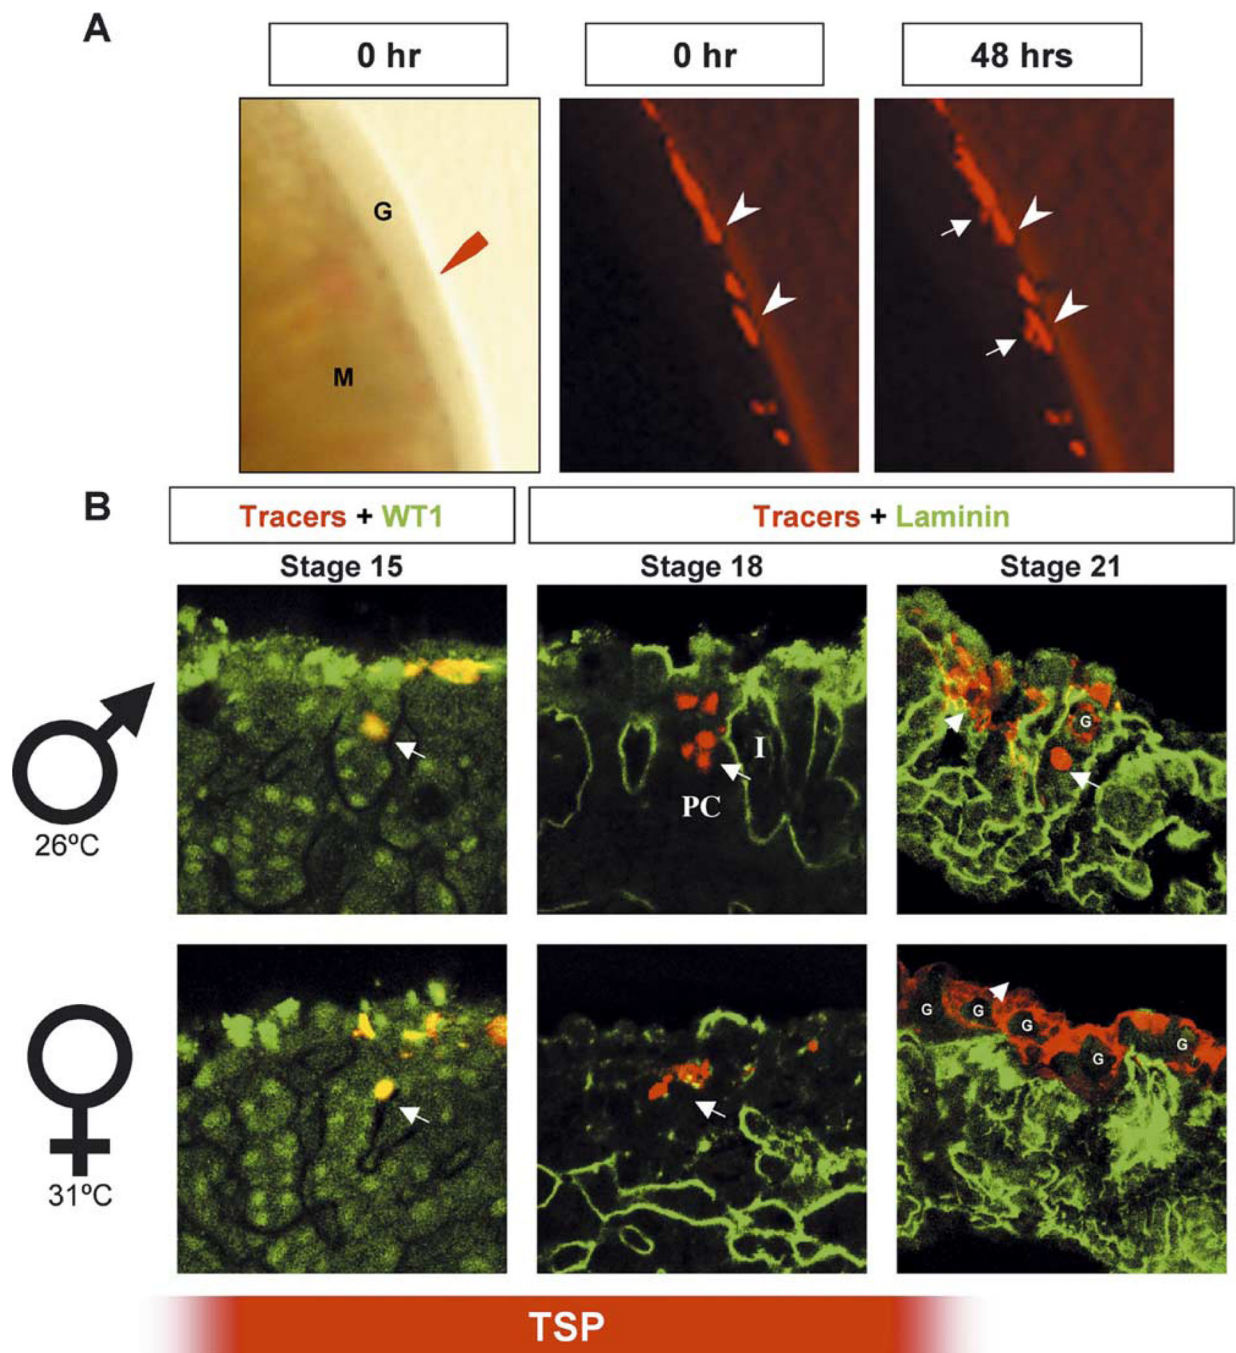 A
0 hr
0 hr
48 hrs
G
M
B
Tracers + WT1
Tracers + Laminin
Stage 15
Stage 18
Stage 21
I
PC
G
26ºC
G
G
G
G
G
31ºC
TSP